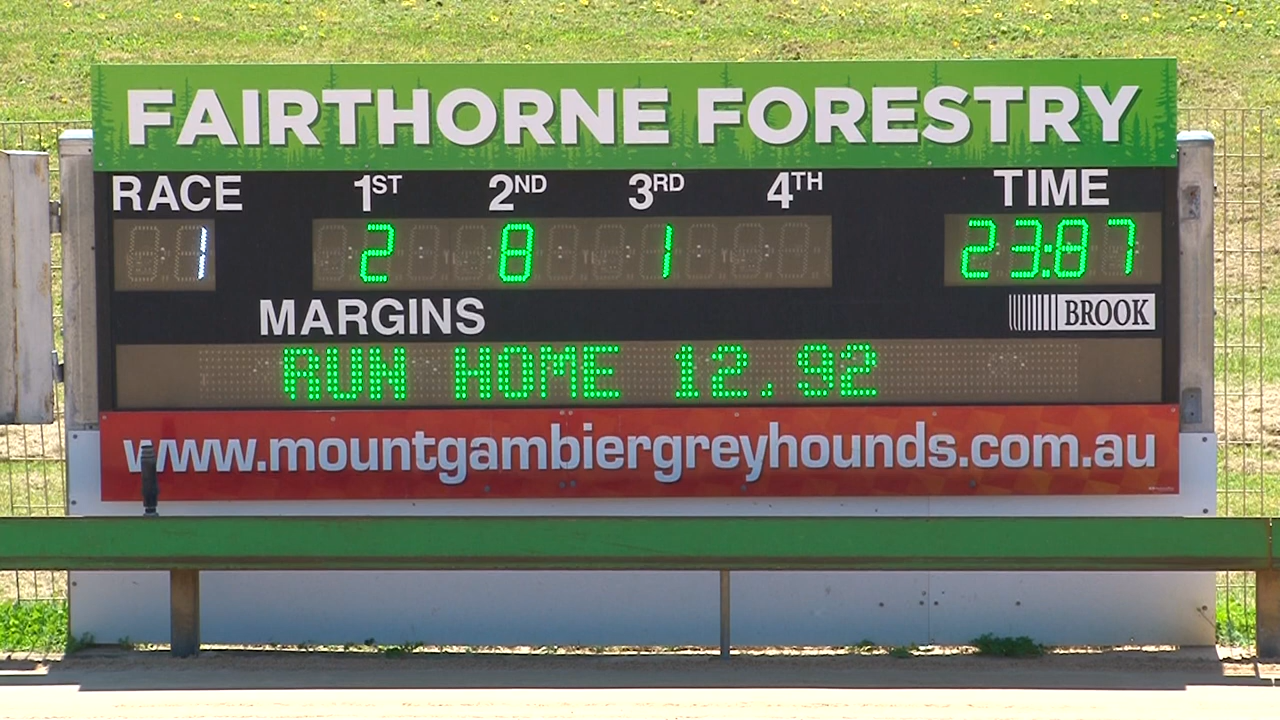 FAIRTHORNE FORESTRY
RACE 1ST 2ND 3RD 4TH TIME
1 2 8 1 23:87
MARGINS BROOK
RUN HOME 12.92
www.mountgambiergreyhounds.com.au